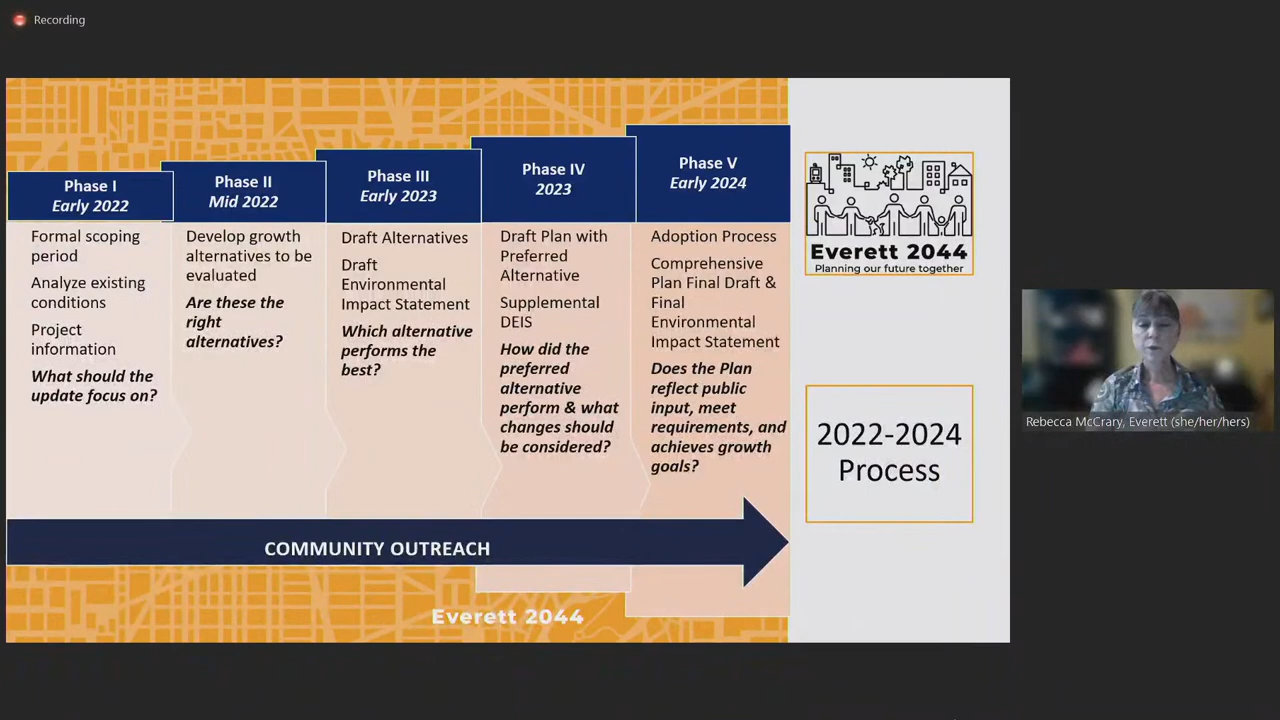 Recording
Phase I
Early 2022
Formal scoping
period
Analyze existing
conditions
Project
information
What should the
update focus on?
Phase II
Mid 2022
Develop growth
alternatives to be
evaluated
Are these the
right
alternatives?
Phase III
Early 2023
Draft Alternatives
Draft
Environmental
Impact Statement
Which alternative
performs the
best?
Phase IV
2023
Draft Plan with
Preferred
Alternative
Supplemental
DEIS
How did the
preferred
alternative
perform & what
changes should
be considered?
Phase V
Early 2024
Adoption Process
Comprehensive
Plan Final Draft &
Final
Environmental
Impact Statement
Does the Plan
reflect public
input, meet
requirements, and
achieves growth
goals?
COMMUNITY OUTREACH
Everett 2044
Everett 2044
Planning our future together
2022-2024
Process
Rebecca McCrary, Everett (she/her/hers)